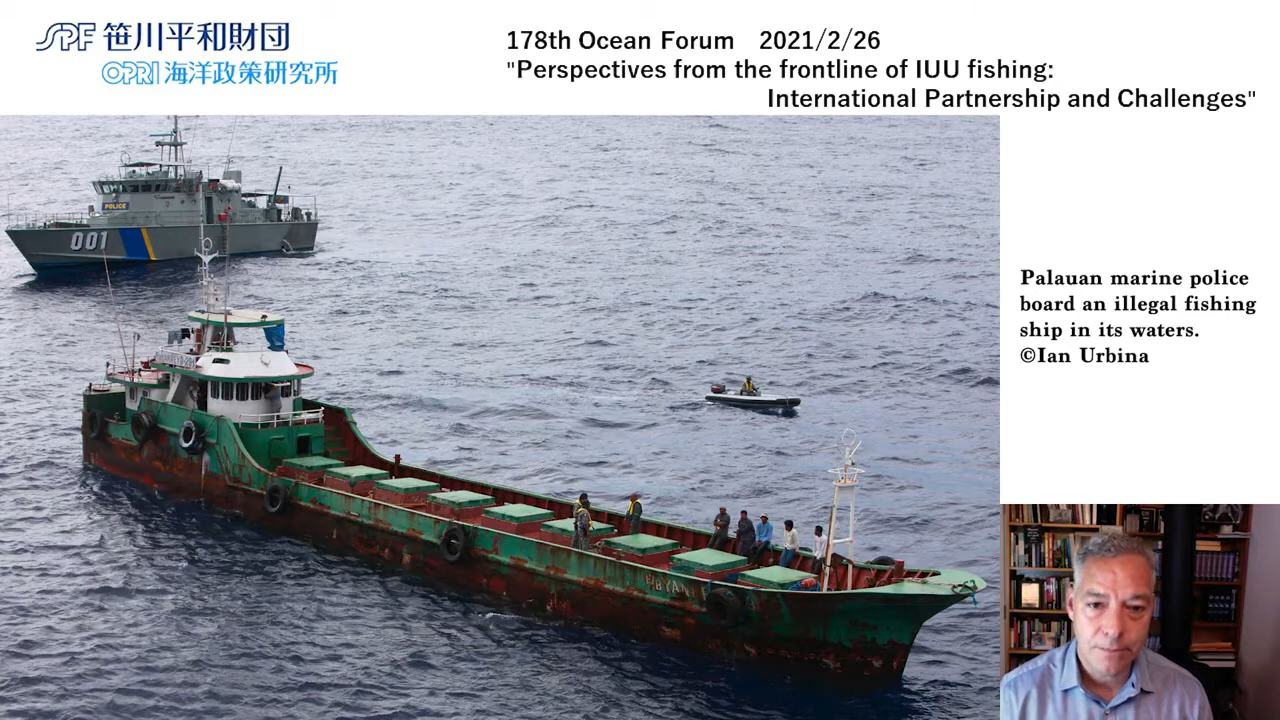 SPF 笹川平和財団
OPRI 海洋政策研究所
178th Ocean Forum 2021/2/26
"Perspectives from the frontline of IUU fishing:
International Partnership and Challenges"
POLICE
001
Palauan marine police
board an illegal fishing
ship in its waters.
©Ian Urbina